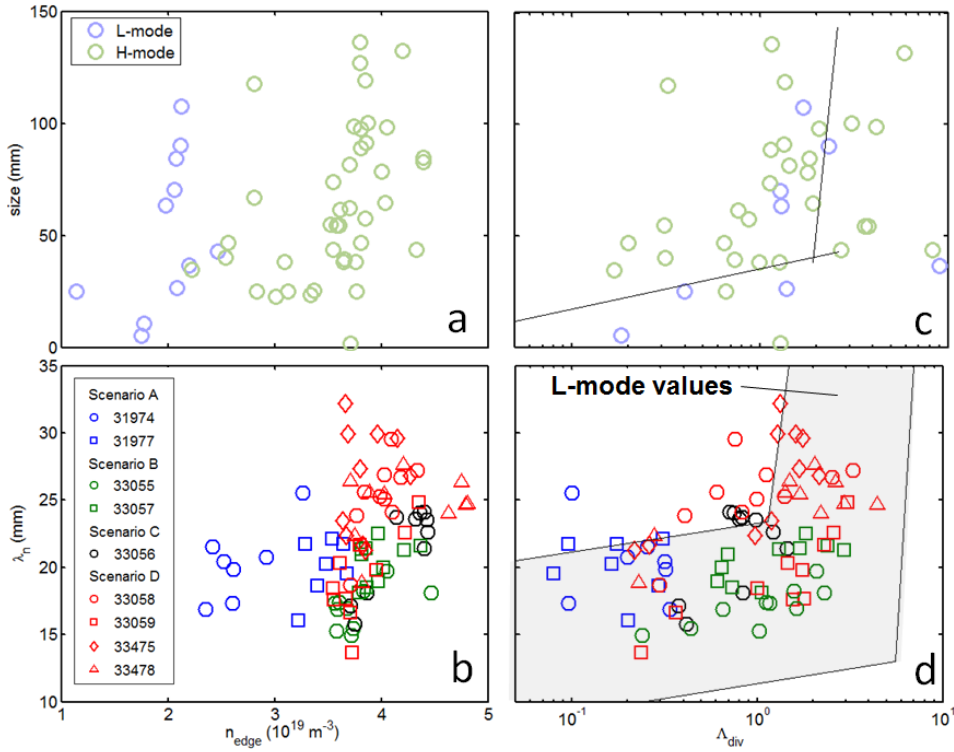 150
100
50
0
size (mm)
L-mode
H-mode
a
c
35
30
25
20
15
10
λn
Scenario A
31974
31977
Scenario B
33055
33057
Scenario C
33056
Scenario D
33058
33059
33475
33478
b
L-mode values
d
1 2 3 4 5
nedge (10^19 m^-3)
10^-1 10^0 10^1
Λdiv